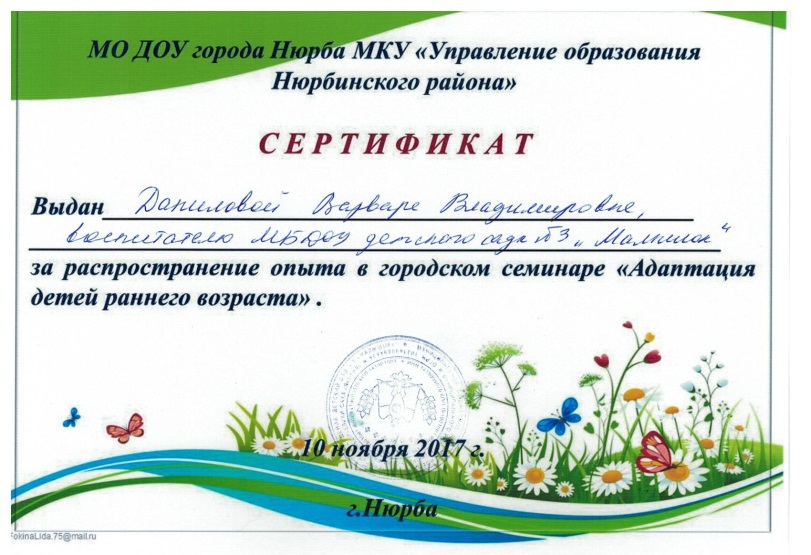 МО ДОУ города Нюрба МКУ «Управление образования
Нюрбинского района»
СЕРТИФИКАТ
Выдан Даниловой Варваре Владимировне,
воспитателю МБДОУ детского сада №3 „Малышок“
за распространение опыта в городском семинаре «Адаптация
детей раннего возраста» .
10 ноября 2017 г.
г.Нюрба
FokinaLida.75@mail.ru